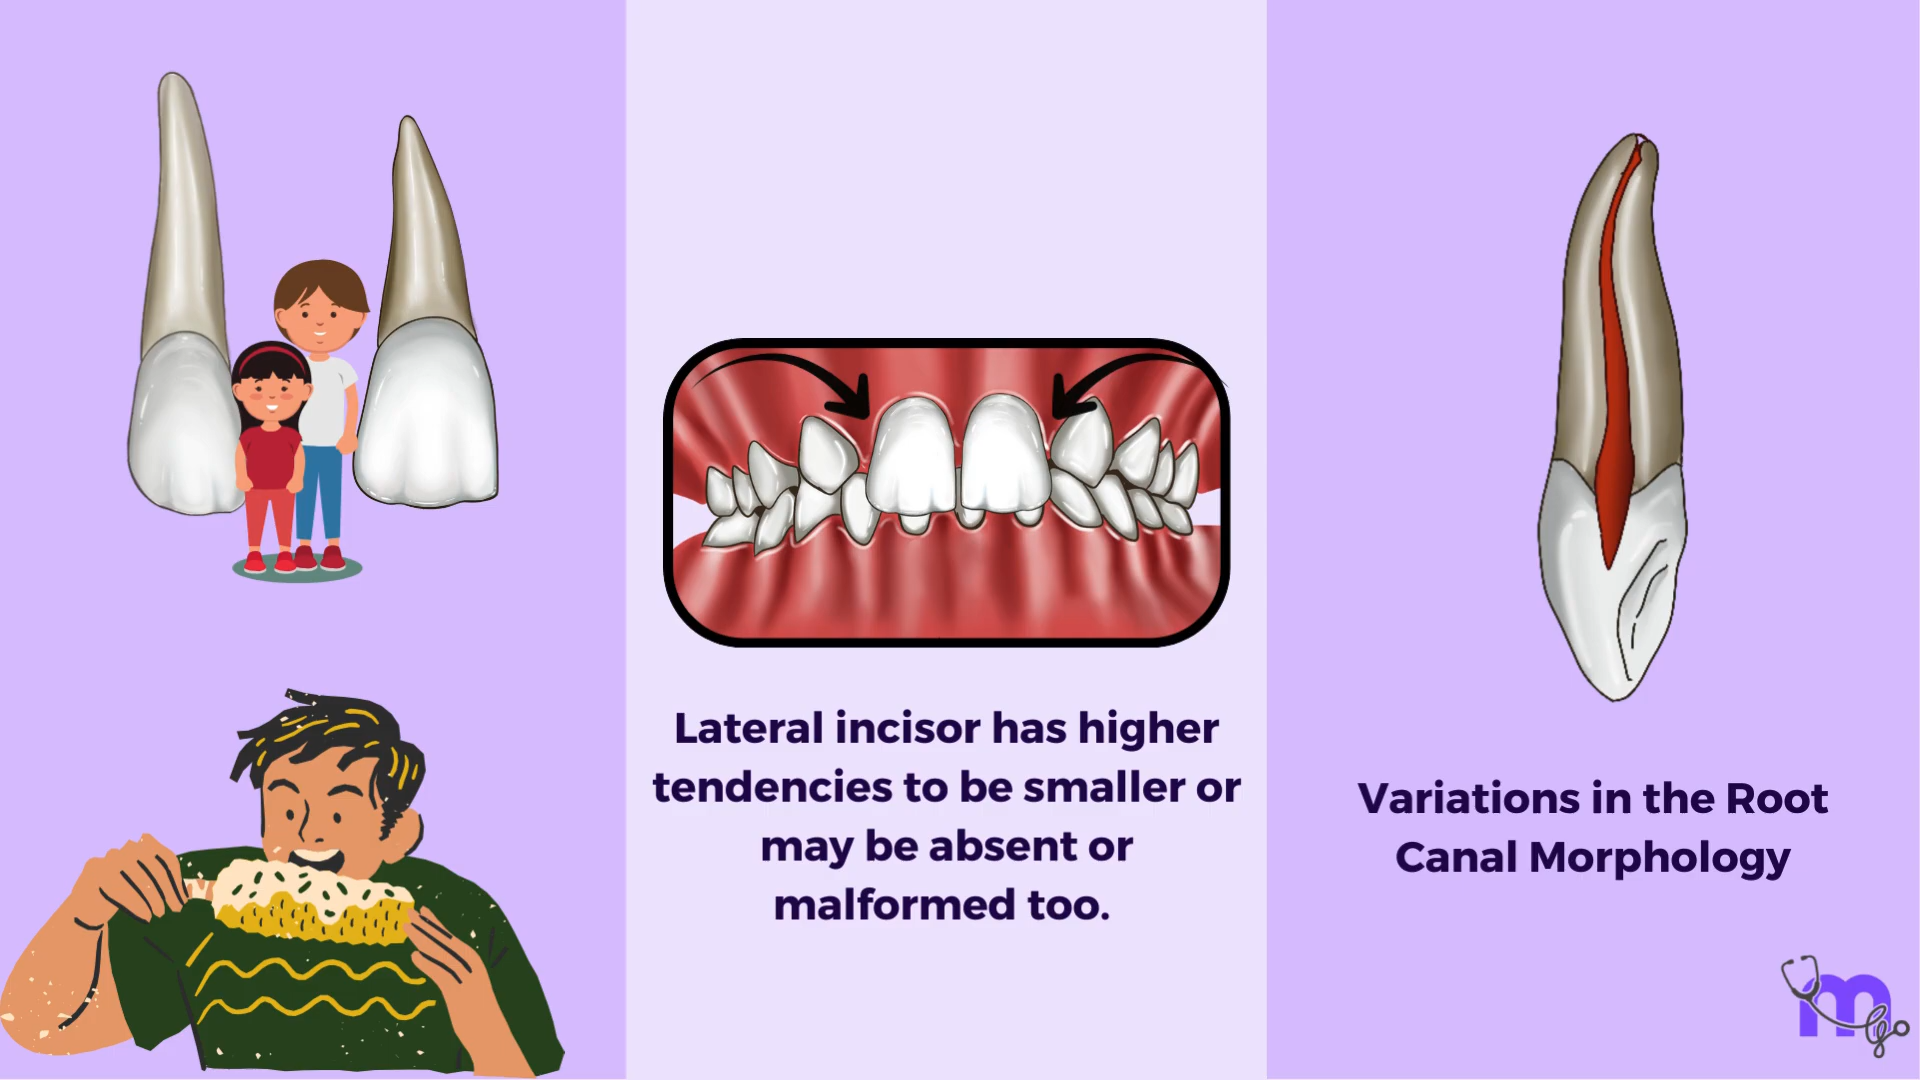 Lateral incisor has higher
tendencies to be smaller or
may be absent or
malformed too.
Variations in the Root
Canal Morphology
m
go